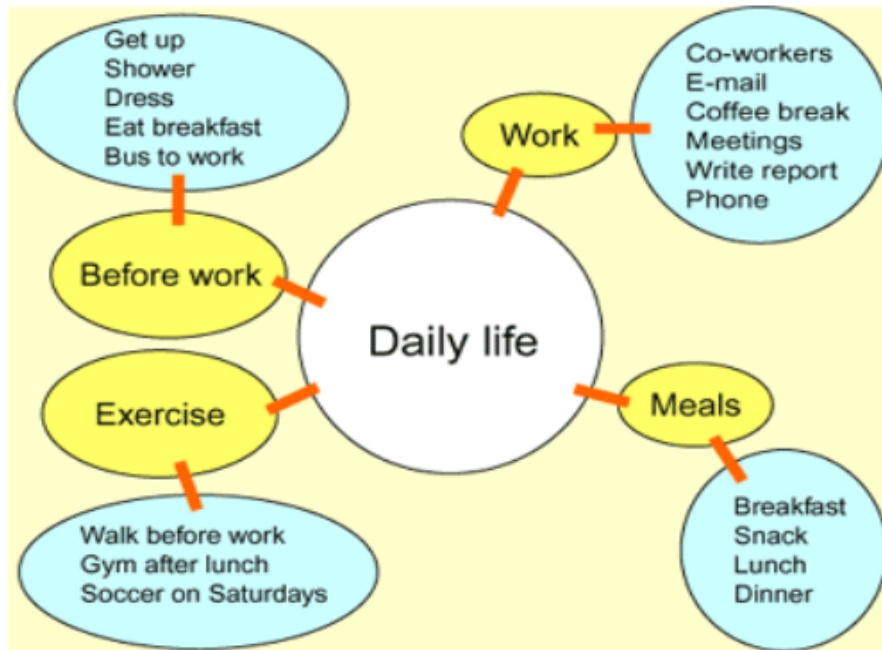 Get up
Shower
Dress
Eat breakfast
Bus to work
Before work
Work
Co-workers
E-mail
Coffee break
Meetings
Write report
Phone
Daily life
Exercise
Walk before work
Gym after lunch
Soccer on Saturdays
Meals
Breakfast
Snack
Lunch
Dinner